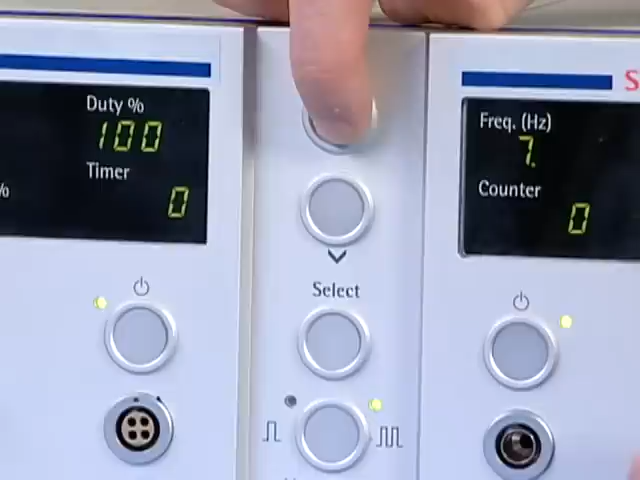 Duty %
100
Timer
%
0
Select
S
Freq. (Hz)
7.
Counter
0